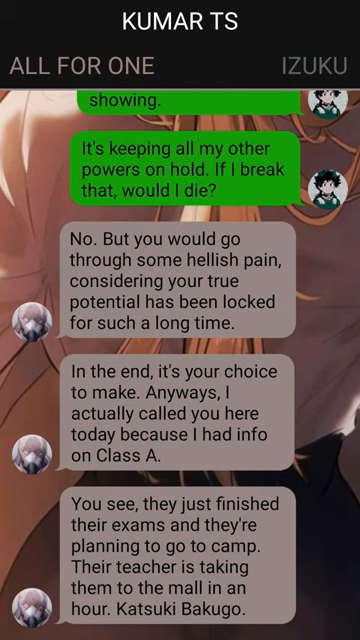 KUMAR TS
ALL FOR ONE
IZUKU
showing.
It's keeping all my other
powers on hold. If I break
that, would I die?
No. But you would go
through some hellish pain,
considering your true
potential has been locked
for such a long time.
In the end, it's your choice
to make. Anyways, I
actually called you here
today because I had info
on Class A.
You see, they just finished
their exams and they're
planning to go to camp.
Their teacher is taking
them to the mall in an
hour. Katsuki Bakugo.